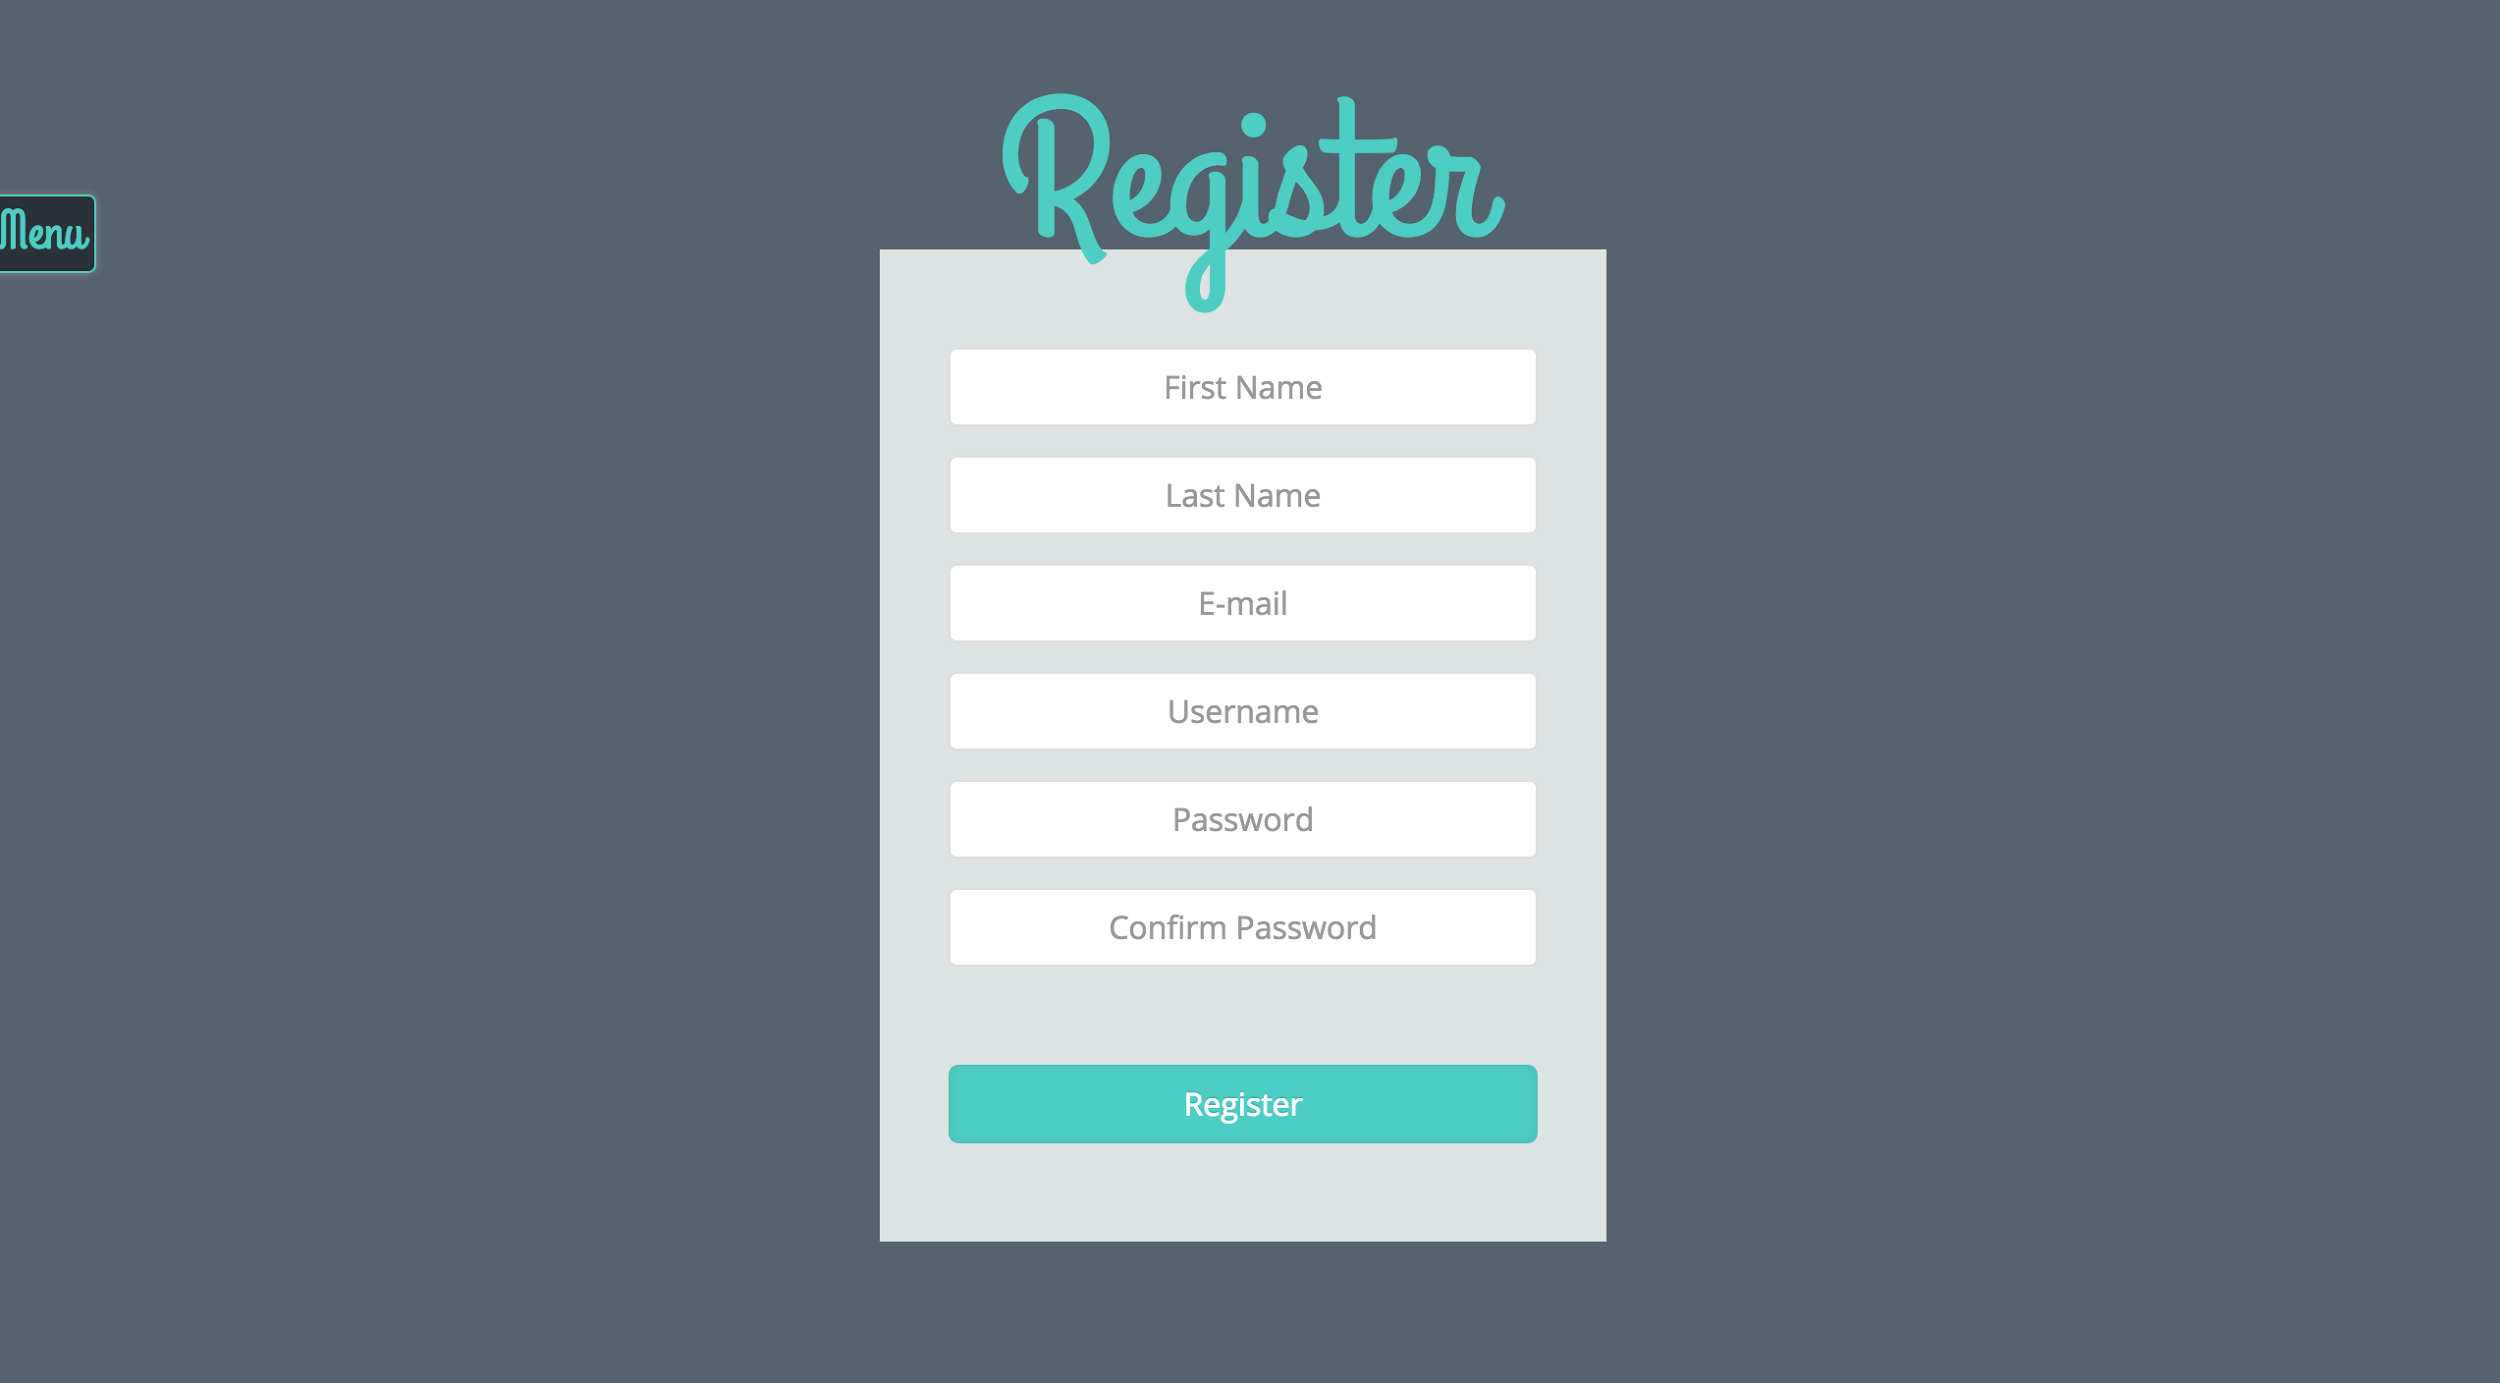 Register
Menu
First Name
Last Name
E-mail
Username
Password
Confirm Password
Register